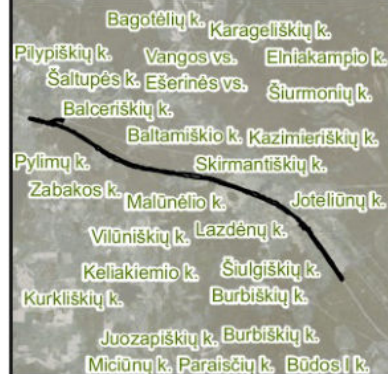 Bagotėlių k. Karageliškių k.
Pilypiškių k. Vangos vs. Elniakampio k.
Šaltupės k. Ešerinės vs. Šiurmonių k.
Balceriškių k.
Baltamiškio k. Kazimieriškių k.
Pylimų k. Skirmantiškių k.
Zabakos k. Malūnėlio k. Joteliūnų k.
Vilūniškių k. Lazdėnų k.
Keliakiemio k. Šiulgiškių k.
Kurkliškių k. Burbiškių k.
Juozapiškių k. Burbiškių k.
Miciūnų k. Paraisčių k. Būdos I k.